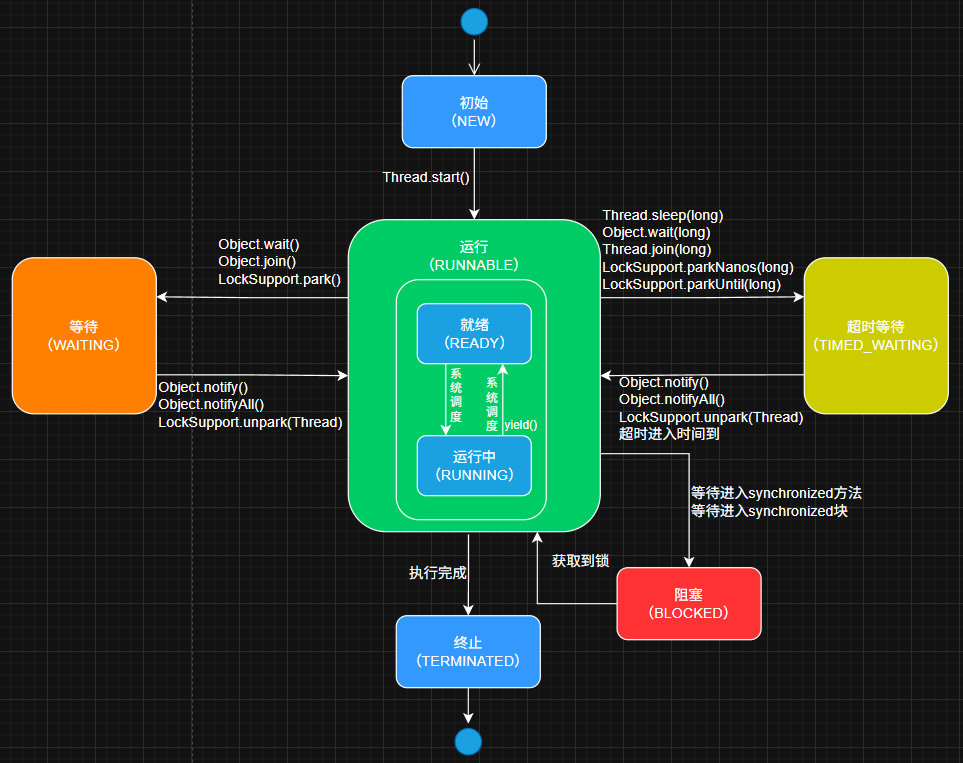 初始
（NEW）
Thread.start()
Object.wait()
Object.join()
LockSupport.park()
运行
（RUNNABLE）
Thread.sleep(long)
Object.wait(long)
Thread.join(long)
LockSupport.parkNanos(long)
LockSupport.parkUntil(long)
等待
（WAITING）
就绪
（READY）
超时等待
（TIMED_WAITING）
系统调度
系统调度
yield()
Object.notify()
Object.notifyAll()
LockSupport.unpark(Thread)
Object.notify()
Object.notifyAll()
LockSupport.unpark(Thread)
超时进入时间到
运行中
（RUNNING）
等待进入synchronized方法
等待进入synchronized块
执行完成
获取到锁
阻塞
（BLOCKED）
终止
（TERMINATED）